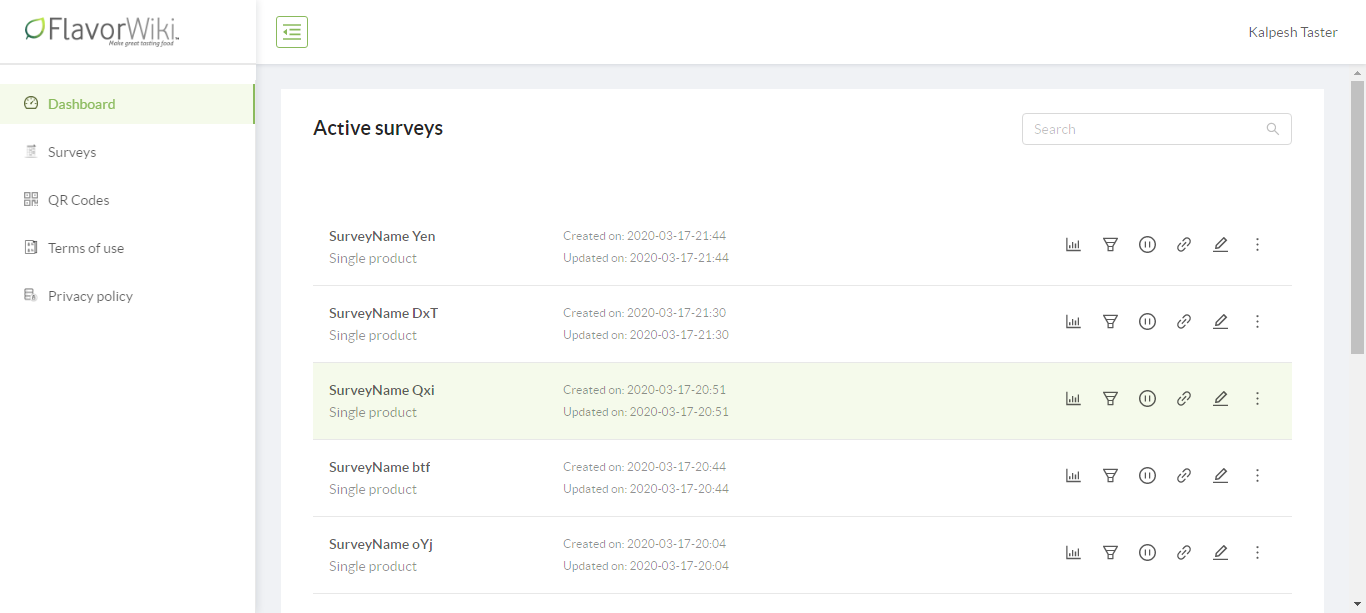 FlavorWiki
Make great tasting food
Kalpesh Taster
Dashboard
Surveys
QR Codes
Terms of use
Privacy policy
Active surveys
Search
SurveyName Yen
Single product
Created on: 2020-03-17-21:44
Updated on: 2020-03-17-21:44
SurveyName DxT
Single product
Created on: 2020-03-17-21:30
Updated on: 2020-03-17-21:30
SurveyName Qxi
Single product
Created on: 2020-03-17-20:51
Updated on: 2020-03-17-20:51
SurveyName btf
Single product
Created on: 2020-03-17-20:44
Updated on: 2020-03-17-20:44
SurveyName oYj
Single product
Created on: 2020-03-17-20:04
Updated on: 2020-03-17-20:04